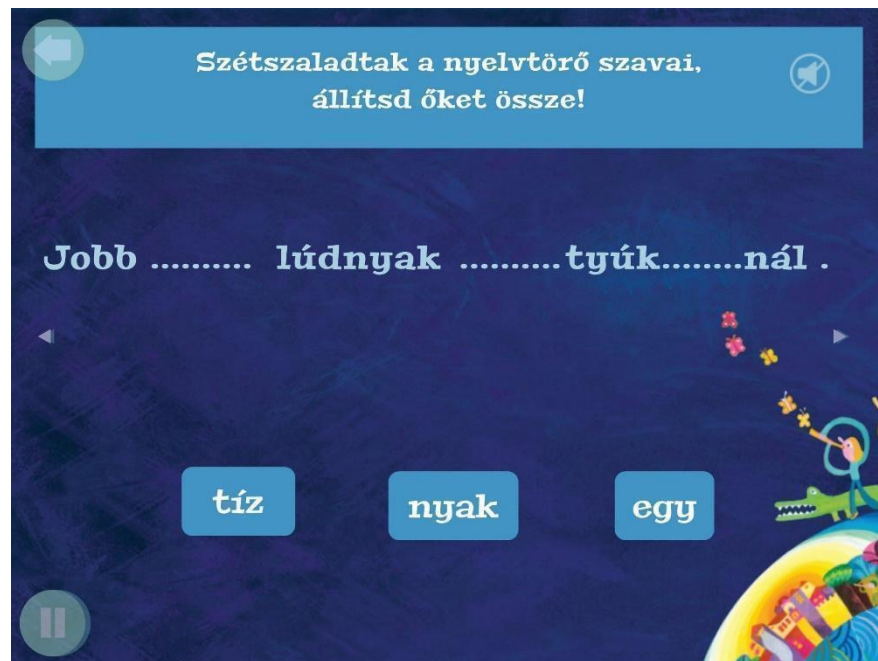 Szétszaladtak a nyelvtörő szavai,
állítsd őket össze!
Jobb .......... lúdnyak ..........tyúk........nál .
tíz nyak egy